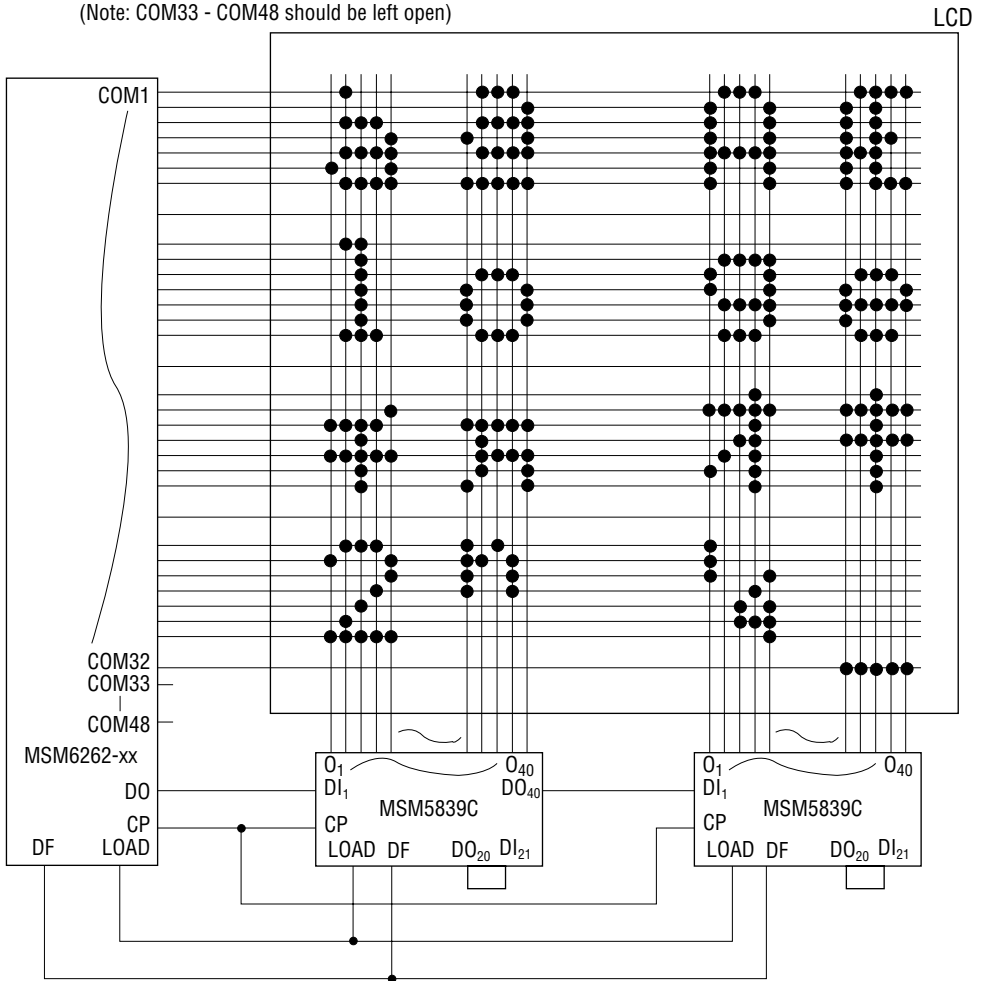 (Note: COM33 - COM48 should be left open)
LCD
COM1
COM32
COM33
COM48
MSM6262-xx
DO
CP
DF LOAD
O₁ O₄₀
DI₁ DO₄₀
MSM5839C
CP
LOAD DF DO₂₀ DI₂₁
O₁ O₄₀
DI₁
MSM5839C
CP
LOAD DF DO₂₀ DI₂₁